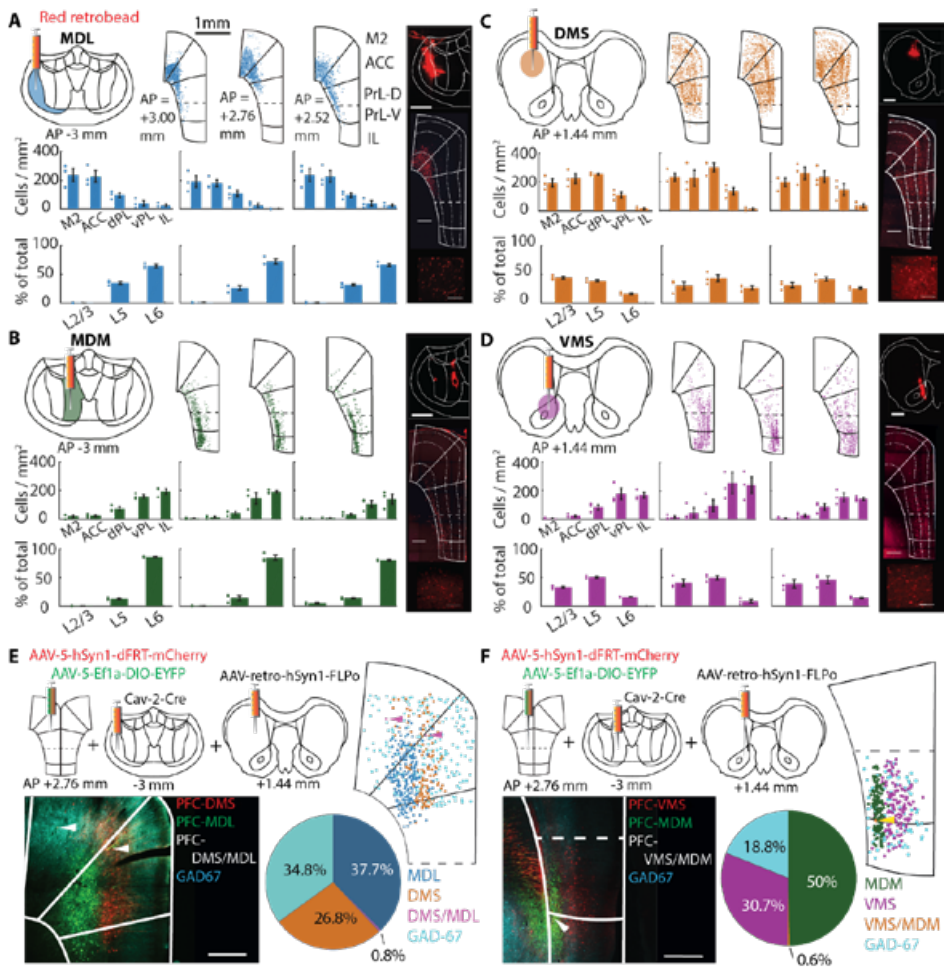 A
Red retrobead
MDL
1mm
M2
ACC
PrL-D
PrL-V
IL
AP =
+3.00
mm
AP =
+2.76
mm
AP =
+2.52
mm
AP -3 mm
Cells / mm²
400
200
0
M2
ACC
dPL
vPL
IL
% of total
100
50
0
L2/3
L5
L6
B
MDM
AP -3 mm
Cells / mm²
400
200
0
M2
ACC
dPL
vPL
IL
% of total
100
50
0
L2/3
L5
L6
C
DMS
AP +1.44 mm
Cells / mm²
400
200
0
M2
ACC
dPL
vPL
IL
% of total
100
50
0
L2/3
L5
L6
D
VMS
AP +1.44 mm
Cells / mm²
400
200
0
M2
ACC
dPL
vPL
IL
% of total
100
50
0
L2/3
L5
L6
E
AAV-5-hSyn1-dFRT-mCherry
AAV-5-Ef1a-DIO-EYFP
Cav-2-Cre
AAV-retro-hSyn1-FLPo
+
+
AP +2.76 mm
-3 mm
+1.44 mm
PFC-DMS
PFC-MDL
PFC-
DMS/MDL
GAD67
34.8%
37.7%
26.8%
0.8%
MDL
DMS
DMS/MDL
GAD-67
F
AAV-5-hSyn1-dFRT-mCherry
AAV-5-Ef1a-DIO-EYFP
Cav-2-Cre
AAV-retro-hSyn1-FLPo
+
+
AP +2.76 mm
-3 mm
+1.44 mm
PFC-VMS
PFC-MDM
PFC-
VMS/MDM
GAD67
18.8%
50%
30.7%
0.6%
MDM
VMS
VMS/MDM
GAD-67